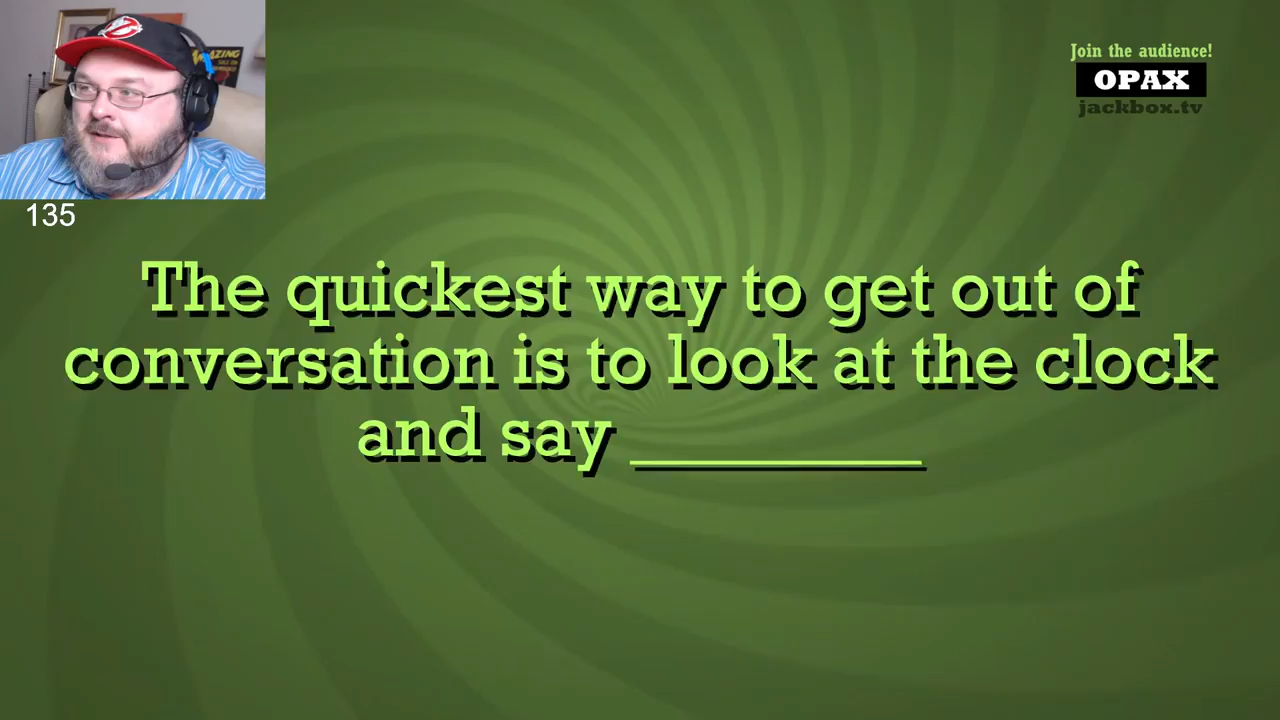 Join the audience!
OPAX
jackbox.tv
AMAZING
135
The quickest way to get out of
conversation is to look at the clock
and say ________